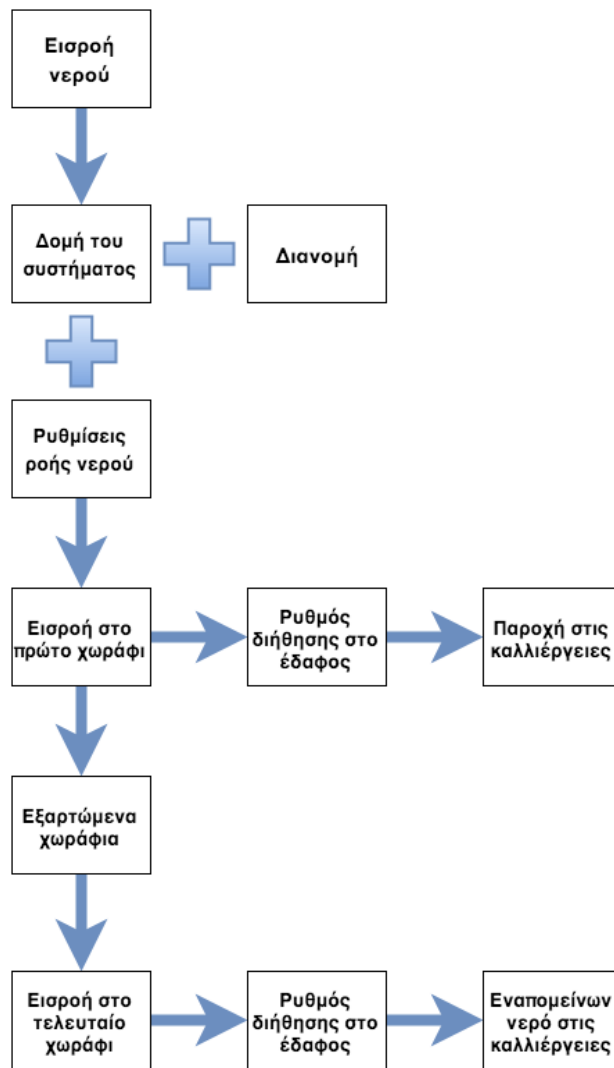 Εισροή
νερού
Δομή του
συστήματος
Διανομή
Ρυθμίσεις
ροής νερού
Εισροή στο
πρώτο χωράφι
Ρυθμός
διήθησης στο
έδαφος
Παροχή στις
καλλιέργειες
Εξαρτώμενα
χωράφια
Εισροή στο
τελευταίο
χωράφι
Ρυθμός
διήθησης στο
έδαφος
Εναπομείνων
νερό στις
καλλιέργειες